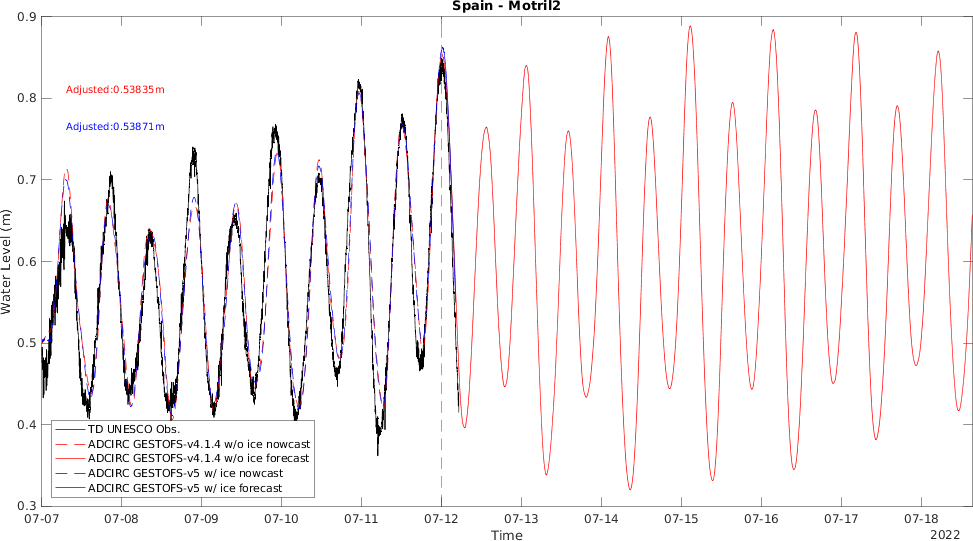 Spain - Motril2
0.9
0.8
0.7
0.6
0.5
0.4
0.3
Water Level (m)
Adjusted:0.53835m
Adjusted:0.53871m
TD UNESCO Obs.
ADCIRC GESTOFS-v4.1.4 w/o ice nowcast
ADCIRC GESTOFS-v4.1.4 w/o ice forecast
ADCIRC GESTOFS-v5 w/ ice nowcast
ADCIRC GESTOFS-v5 w/ ice forecast
07-07 07-08 07-09 07-10 07-11 07-12 07-13 07-14 07-15 07-16 07-17 07-18
Time
2022